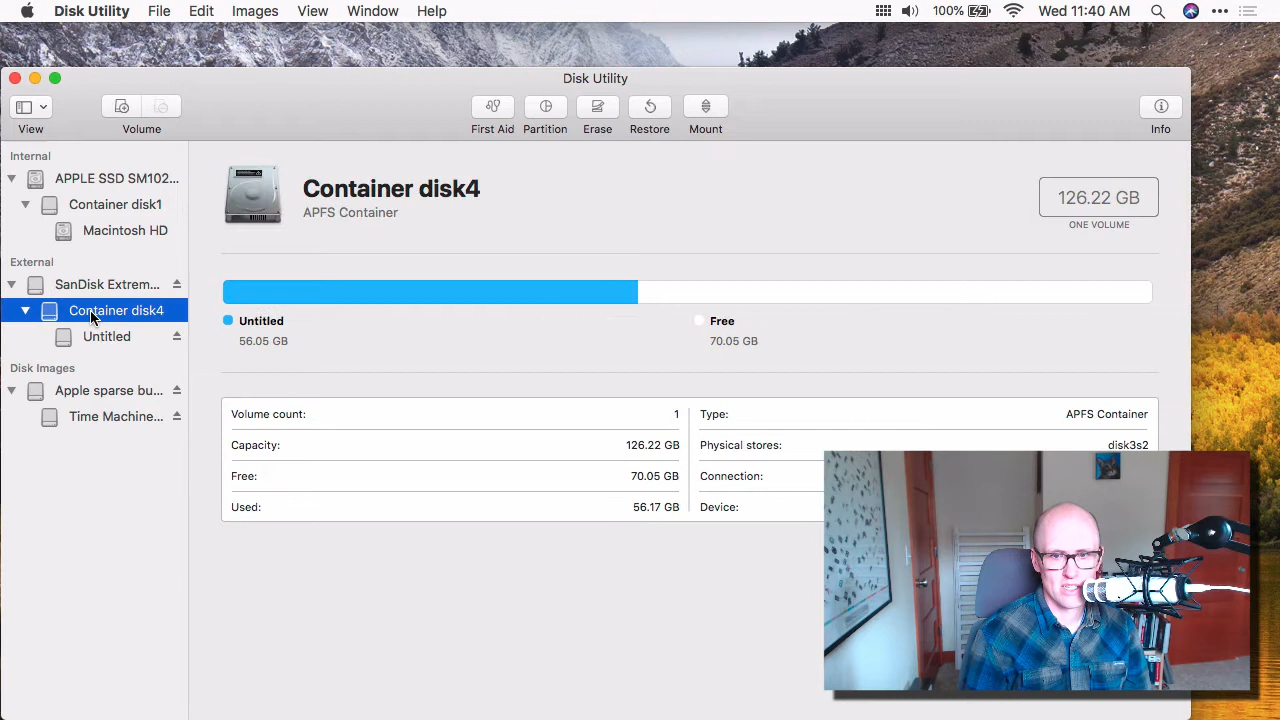 Disk Utility File Edit Images View Window Help 100% Wed 11:40 AM
Disk Utility
View Volume First Aid Partition Erase Restore Mount Info
Internal
APPLE SSD SM102...
Container disk1
Macintosh HD
External
SanDisk Extrem...
Container disk4
Untitled
Disk Images
Apple sparse bu...
Time Machine...
Container disk4
APFS Container
126.22 GB
ONE VOLUME
Untitled
56.05 GB
Free
70.05 GB
Volume count: 1
Capacity: 126.22 GB
Free: 70.05 GB
Used: 56.17 GB
Type: APFS Container
Physical stores: disk3s2
Connection:
Device: